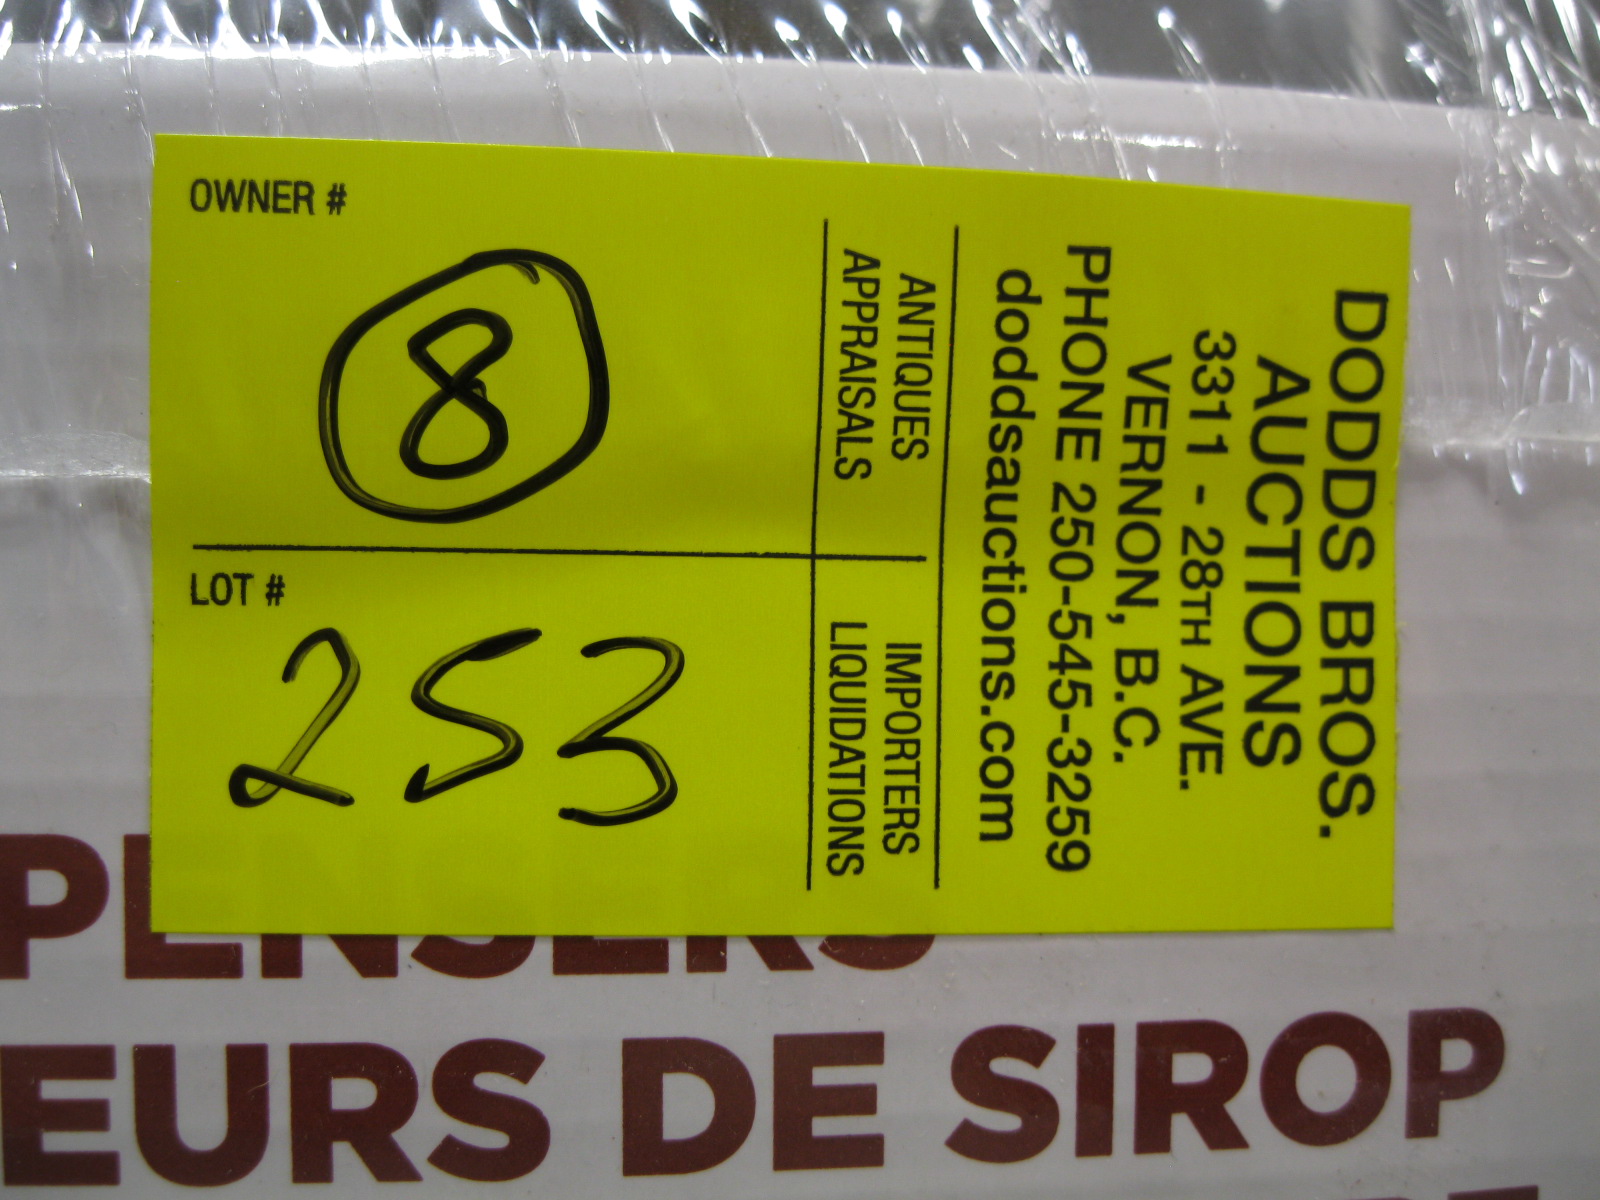 DODDS BROS.
AUCTIONS
3311 - 28TH AVE.
VERNON, B.C.
PHONE 250-545-3259
doddsauctions.com
ANTIQUES
APPRAISALS
IMPORTERS
LIQUIDATIONS
OWNER #
8
LOT #
253
PENSERS
EURS DE SIROP